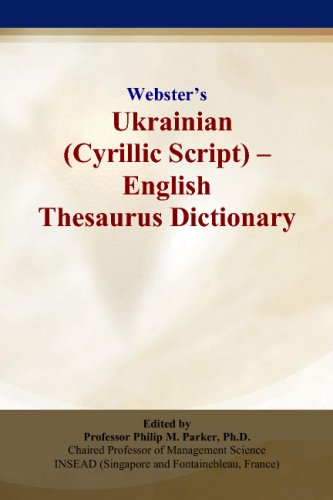 Webster's
Ukrainian
(Cyrillic Script) –
English
Thesaurus Dictionary
Edited by
Professor Philip M. Parker, Ph.D.
Chaired Professor of Management Science
INSEAD (Singapore and Fontainebleau, France)